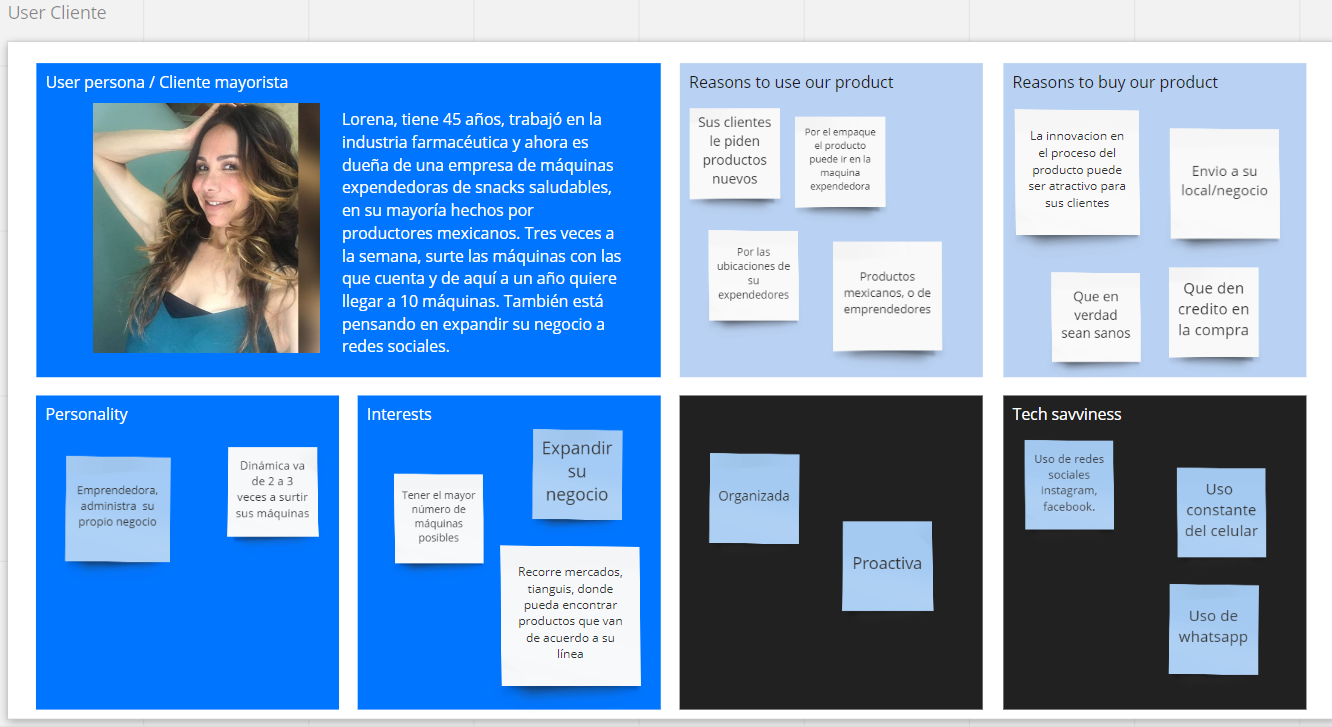 User Cliente
User persona / Cliente mayorista
Lorena, tiene 45 años, trabajó en la
industria farmacéutica y ahora es
dueña de una empresa de máquinas
expendedoras de snacks saludables,
en su mayoría hechos por
productores mexicanos. Tres veces a
la semana, surte las máquinas con las
que cuenta y de aquí a un año quiere
llegar a 10 máquinas. También está
pensando en expandir su negocio a
redes sociales.
Reasons to use our product
Sus clientes
le piden
productos
nuevos
Por el empaque
el producto
puede ir en la
maquina
expendedora
Por las
ubicaciones de
su
expendedores
Productos
mexicanos, o de
emprendedores
Reasons to buy our product
La innovacion en
el proceso del
producto puede
ser atractivo para
sus clientes
Envio a su
local/negocio
Que en
verdad
sean sanos
Que den
credito en
la compra
Personality
Emprendedora,
administra su
propio negocio
Dinámica va
de 2 a 3
veces a surtir
sus máquinas
Interests
Expandir
su
negocio
Tener el mayor
número de
máquinas
posibles
Recorre mercados,
tianguis, donde
pueda encontrar
productos que van
de acuerdo a su
línea
Organizada
Proactiva
Tech savviness
Uso de redes
sociales
instagram,
facebook.
Uso
constante
del celular
Uso de
whatsapp